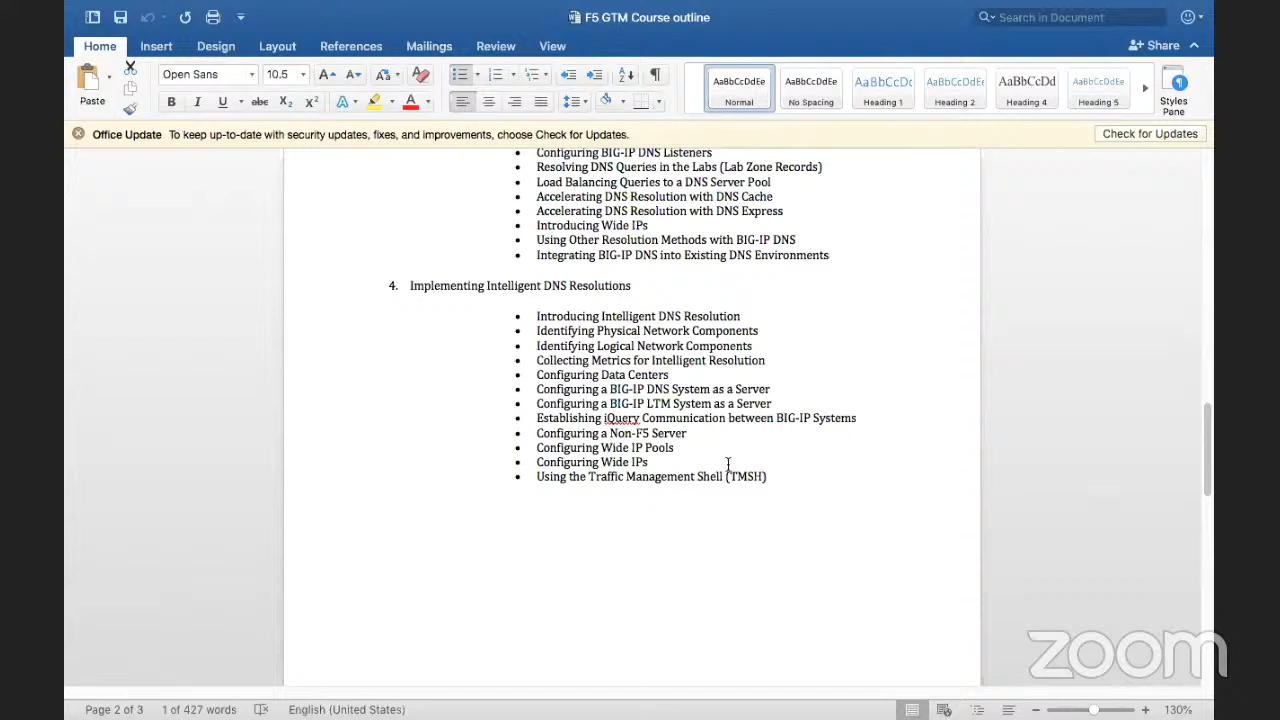 F5 GTM Course outline
Search in Document
Home Insert Design Layout References Mailings Review View
Share
Paste
Open Sans 10.5
AaBbCcDdEe AaBbCcDdEe AaBbCcDc AaBbCcDdEe AaBbCcDd AaBbCcDdEe
Normal No Spacing Heading 1 Heading 2 Heading 4 Heading 5
Styles
Pane
Office Update To keep up-to-date with security updates, fixes, and improvements, choose Check for Updates.
Check for Updates
• Configuring BIG-IP DNS Listeners
• Resolving DNS Queries in the Labs (Lab Zone Records)
• Load Balancing Queries to a DNS Server Pool
• Accelerating DNS Resolution with DNS Cache
• Accelerating DNS Resolution with DNS Express
• Introducing Wide IPs
• Using Other Resolution Methods with BIG-IP DNS
• Integrating BIG-IP DNS into Existing DNS Environments
4. Implementing Intelligent DNS Resolutions
• Introducing Intelligent DNS Resolution
• Identifying Physical Network Components
• Identifying Logical Network Components
• Collecting Metrics for Intelligent Resolution
• Configuring Data Centers
• Configuring a BIG-IP DNS System as a Server
• Configuring a BIG-IP LTM System as a Server
• Establishing iQuery Communication between BIG-IP Systems
• Configuring a Non-F5 Server
• Configuring Wide IP Pools
• Configuring Wide IPs
• Using the Traffic Management Shell (TMSH)
zoom
Page 2 of 3 1 of 427 words English (United States) 130%